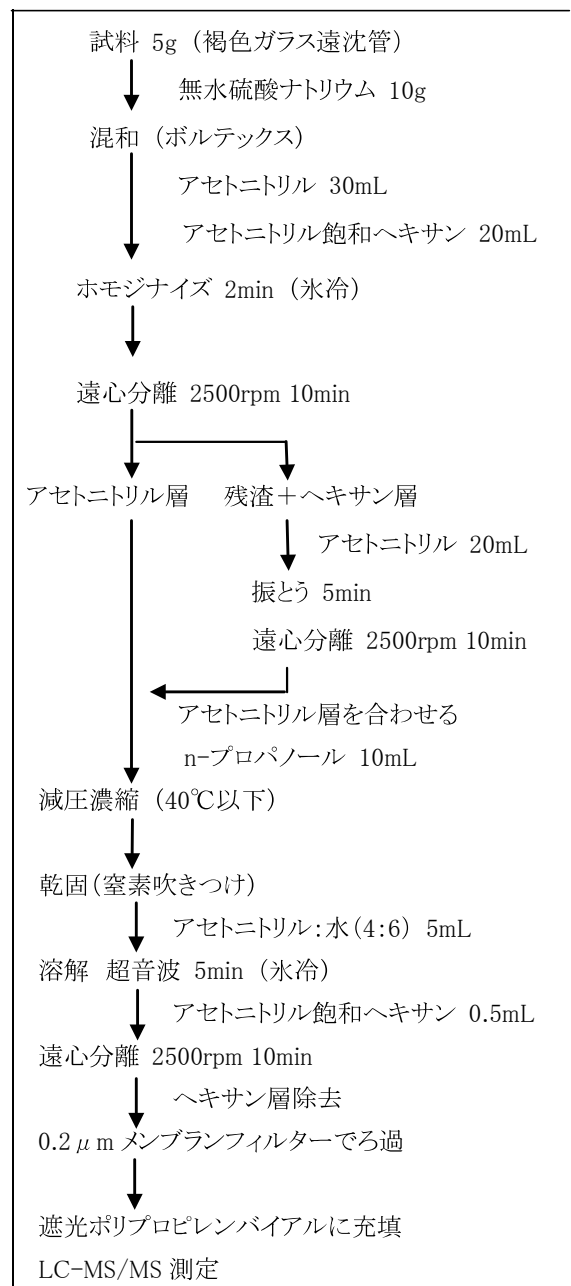 試料 5g (褐色ガラス遠沈管)
無水硫酸ナトリウム 10g
混和 (ボルテックス)
アセトニトリル 30mL
アセトニトリル飽和ヘキサン 20mL
ホモジナイズ 2min (氷冷)
遠心分離 2500rpm 10min
アセトニトリル層 残渣+ヘキサン層
アセトニトリル 20mL
振とう 5min
遠心分離 2500rpm 10min
アセトニトリル層を合わせる
n-プロパノール 10mL
減圧濃縮 (40℃以下)
乾固(窒素吹きつけ)
アセトニトリル:水(4:6) 5mL
溶解 超音波 5min (氷冷)
アセトニトリル飽和ヘキサン 0.5mL
遠心分離 2500rpm 10min
ヘキサン層除去
0.2μmメンブランフィルターでろ過
遮光ポリプロピレンバイアルに充填
LC-MS/MS 測定